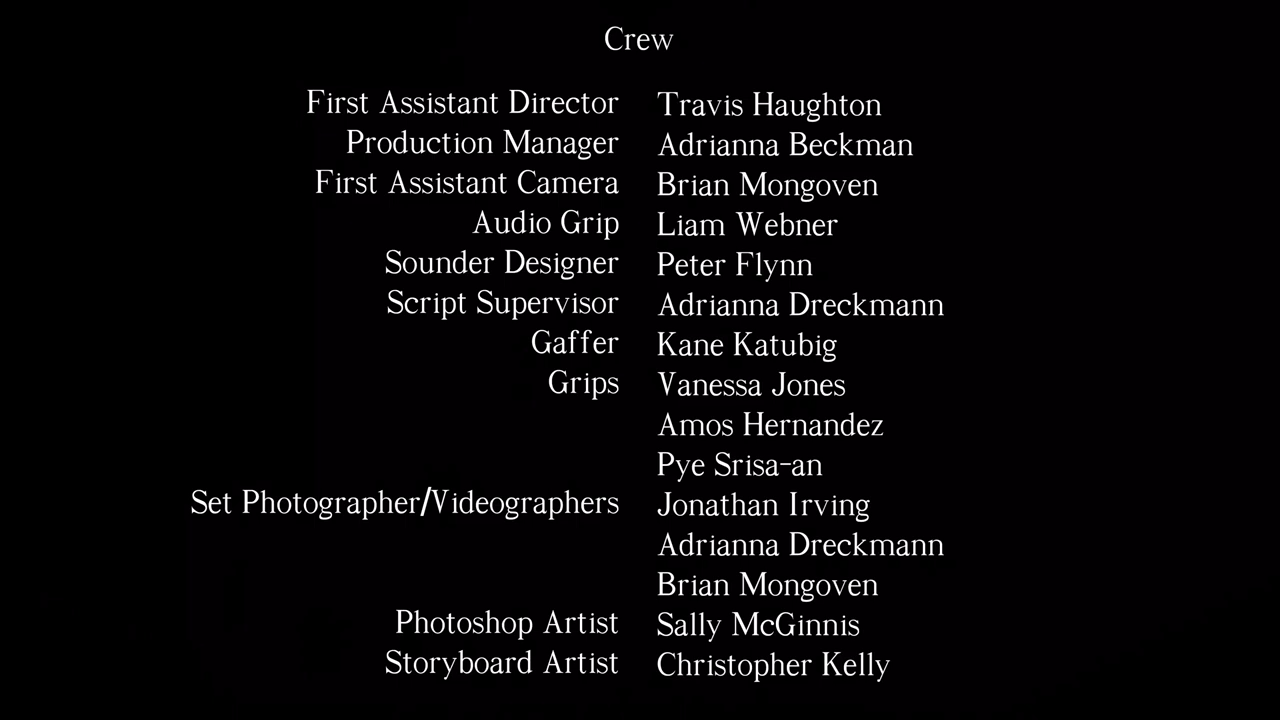 Crew
First Assistant Director Travis Haughton
Production Manager Adrianna Beckman
First Assistant Camera Brian Mongoven
Audio Grip Liam Webner
Sounder Designer Peter Flynn
Script Supervisor Adrianna Dreckmann
Gaffer Kane Katubig
Grips Vanessa Jones
Amos Hernandez
Pye Srisa-an
Set Photographer/Videographers Jonathan Irving
Adrianna Dreckmann
Brian Mongoven
Photoshop Artist Sally McGinnis
Storyboard Artist Christopher Kelly